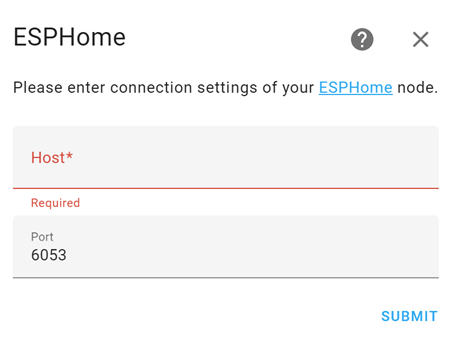 ESPHome
Please enter connection settings of your ESPHome node.
Host*
Required
Port
6053
SUBMIT